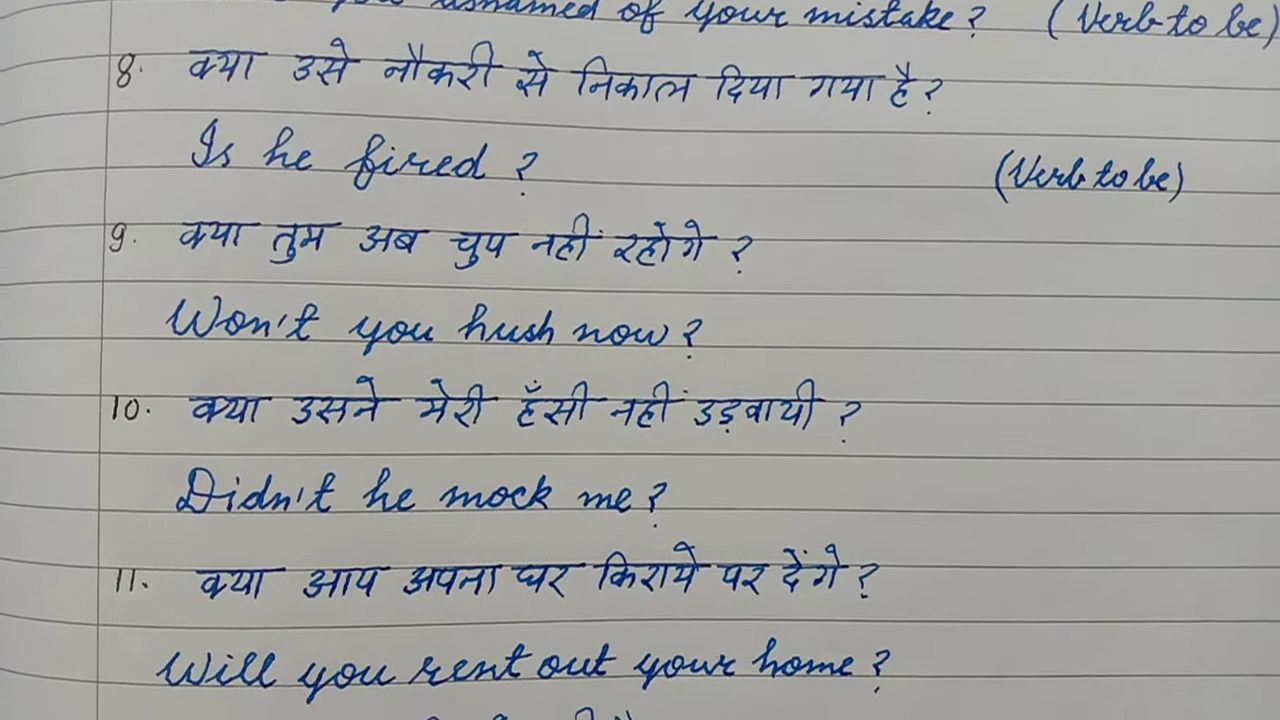 ashamed of your mistake? (Verb to be)
8. क्या उसे नौकरी से निकाल दिया गया है?
Is he fired? (Verb to be)
9. क्या तुम अब चुप नहीं रहोगे?
Won't you hush now?
10. क्या उसने मेरी हँसी नहीं उड़वायी?
Didn't he mock me?
11. क्या आप अपना घर किराये पर देंगे?
Will you rent out your home?